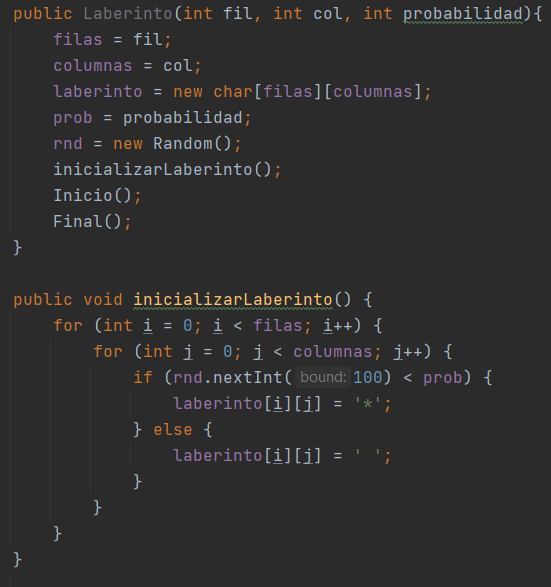 public Laberinto(int fil, int col, int probabilidad){
    filas = fil;
    columnas = col;
    laberinto = new char[filas][columnas];
    prob = probabilidad;
    rnd = new Random();
    inicializarLaberinto();
    Inicio();
    Final();
}

public void inicializarLaberinto() {
    for (int i = 0; i < filas; i++) {
        for (int j = 0; j < columnas; j++) {
            if (rnd.nextInt( bound: 100) < prob) {
                laberinto[i][j] = '*';
            } else {
                laberinto[i][j] = ' ';
            }
        }
    }
}